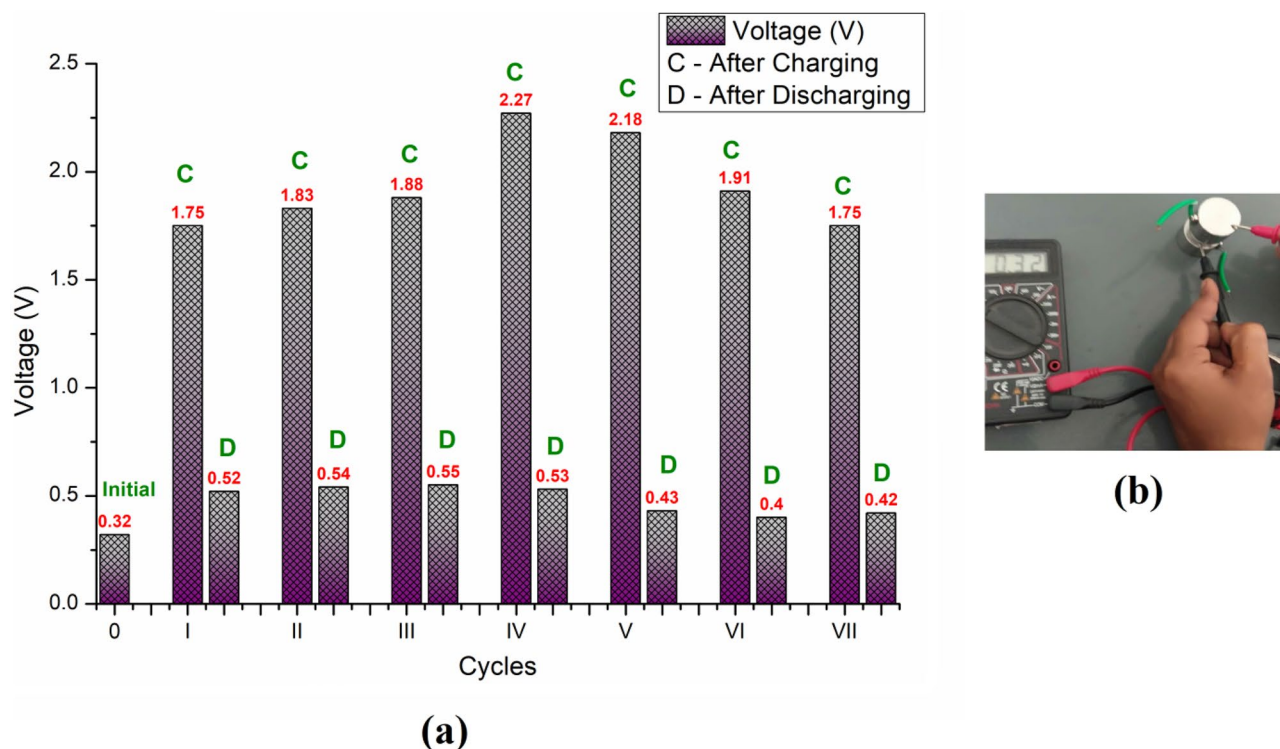 Voltage (V)
C - After Charging
D - After Discharging
2.5
2.0
1.5
1.0
0.5
0.0
Voltage (V)
Initial
0.32
C
1.75
D
0.52
C
1.83
D
0.54
C
1.88
D
0.55
C
2.27
D
0.53
C
2.18
D
0.43
C
1.91
D
0.4
C
1.75
D
0.42
0 I II III IV V VI VII
Cycles
(a)
0.32
(b)